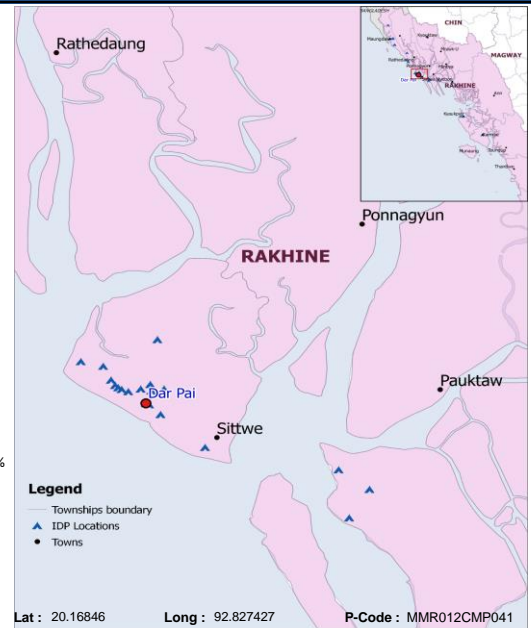 Rathedaung
CHIN
MAGWAY
RAKHINE
Ponnagyun
RAKHINE
Dar Pai
Pauktaw
Sittwe
%
Legend
Townships boundary
IDP Locations
Towns
Lat : 20.16846 Long : 92.827427 P-Code : MMR012CMP041